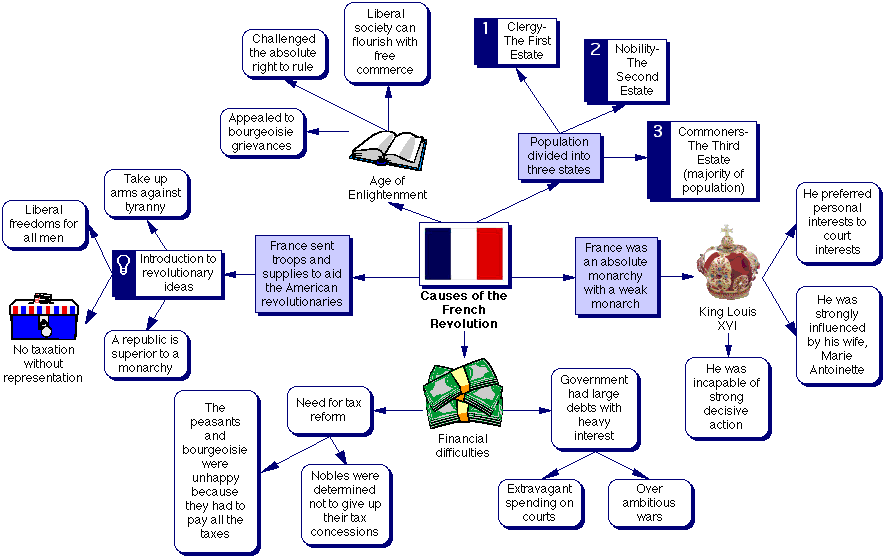 Liberal
society can
flourish with
free
commerce
Challenged
the absolute
right to rule
Appealed to
bourgeoisie
grievances
Age of
Enlightenment
1
Clergy-
The First
Estate
2
Nobility-
The
Second
Estate
3
Commoners-
The Third
Estate
(majority of
population)
Population
divided into
three states
Take up
arms against
tyranny
Liberal
freedoms for
all men
Introduction to
revolutionary
ideas
No taxation
without
representation
A republic is
superior to a
monarchy
France sent
troops and
supplies to aid
the American
revolutionaries
Causes of the
French
Revolution
France was
an absolute
monarchy
with a weak
monarch
King Louis
XVI
He preferred
personal
interests to
court
interests
He was
strongly
influenced
by his wife,
Marie
Antoinette
He was
incapable of
strong
decisive
action
Financial
difficulties
Need for tax
reform
The
peasants and
bourgeoisie
were
unhappy
because
they had to
pay all the
taxes
Nobles were
determined
not to give up
their tax
concessions
Government
had large
debts with
heavy
interest
Extravagant
spending on
courts
Over
ambitious
wars